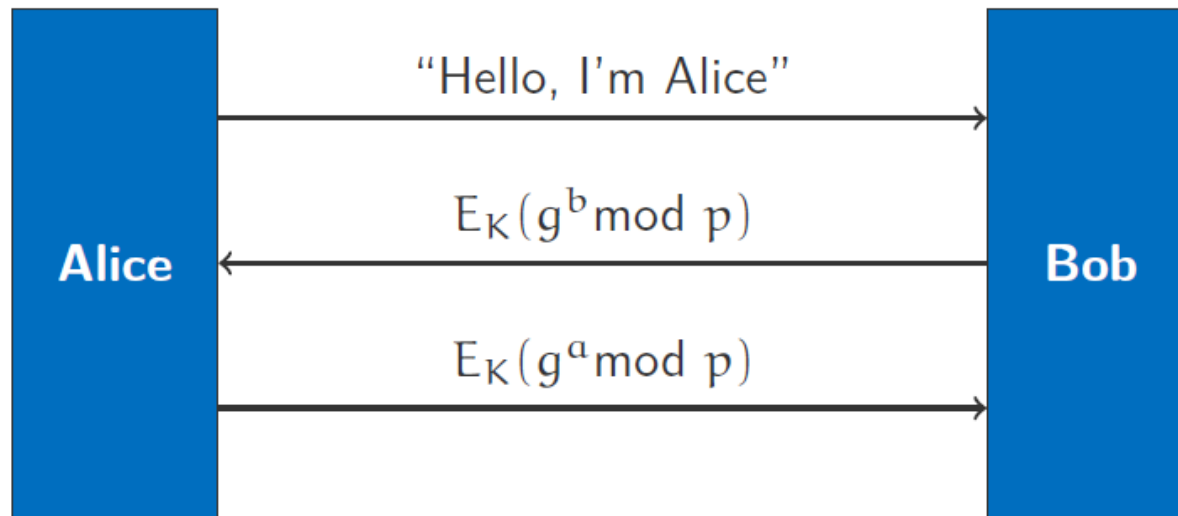 “Hello, I’m Alice”
E_K(g^b mod p)
Alice
Bob
E_K(g^a mod p)